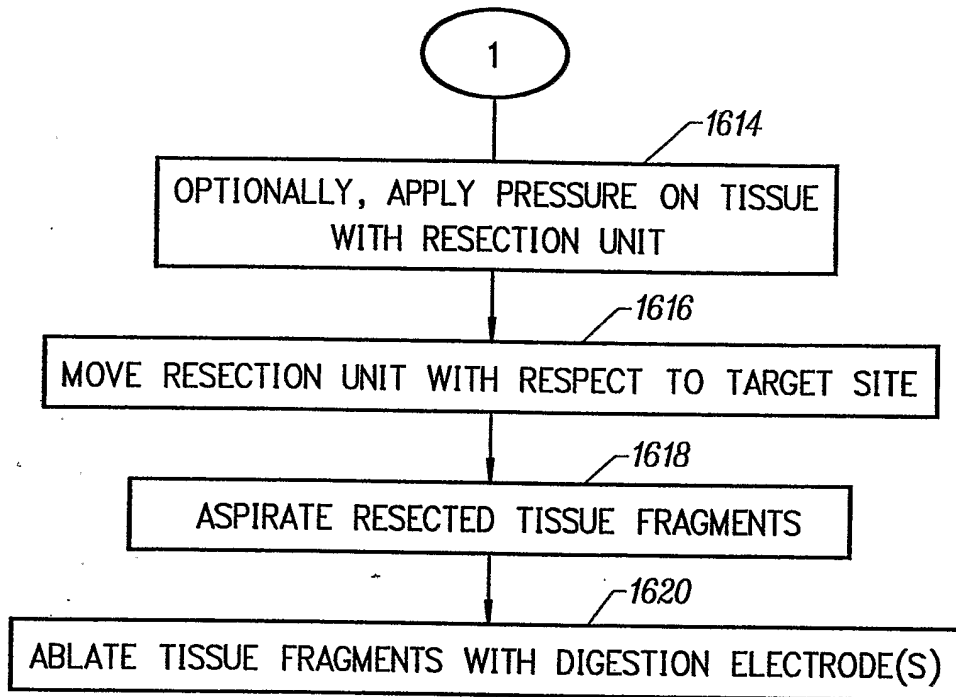 1
1614
OPTIONALLY, APPLY PRESSURE ON TISSUE
WITH RESECTION UNIT
1616
MOVE RESECTION UNIT WITH RESPECT TO TARGET SITE
1618
ASPIRATE RESECTED TISSUE FRAGMENTS
1620
ABLATE TISSUE FRAGMENTS WITH DIGESTION ELECTRODE(S)